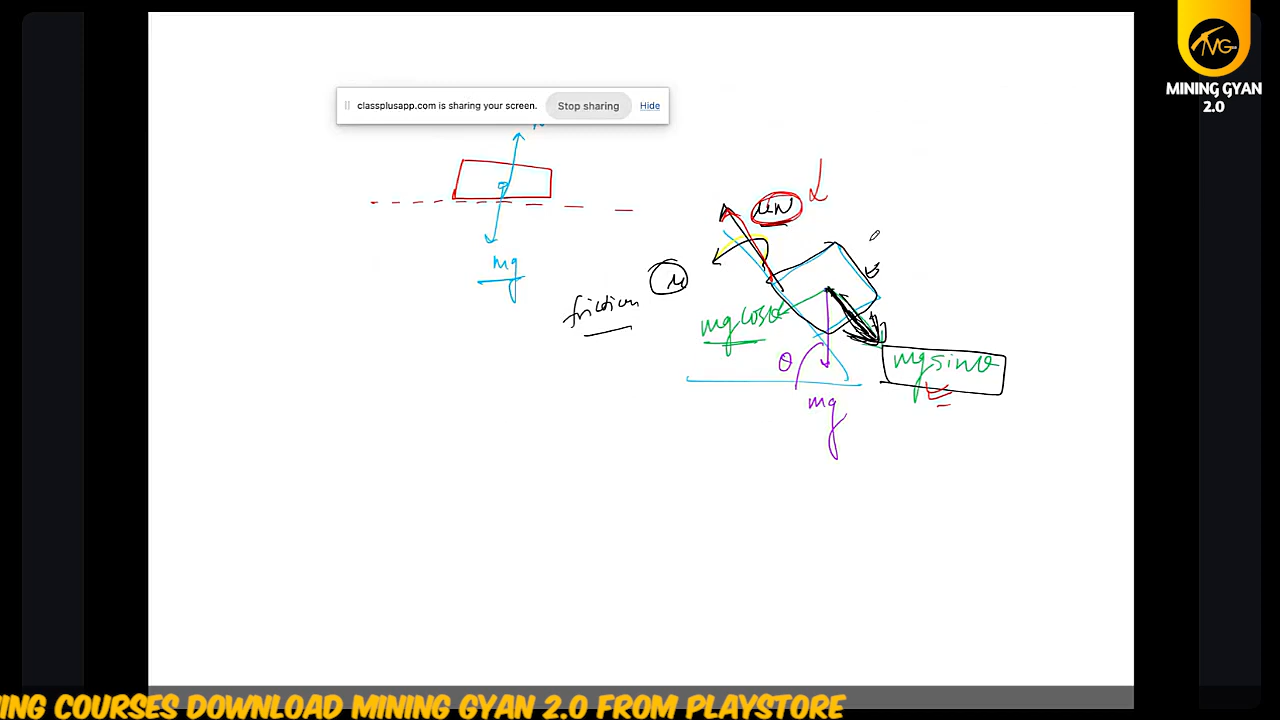 MG
MINING GYAN
2.0
classplusapp.com is sharing your screen. Stop sharing Hide
μN
mg
friction μ
mg cosθ
θ
mg sinθ
mg
ING COURSES DOWNLOAD MINING GYAN 2.0 FROM PLAYSTORE